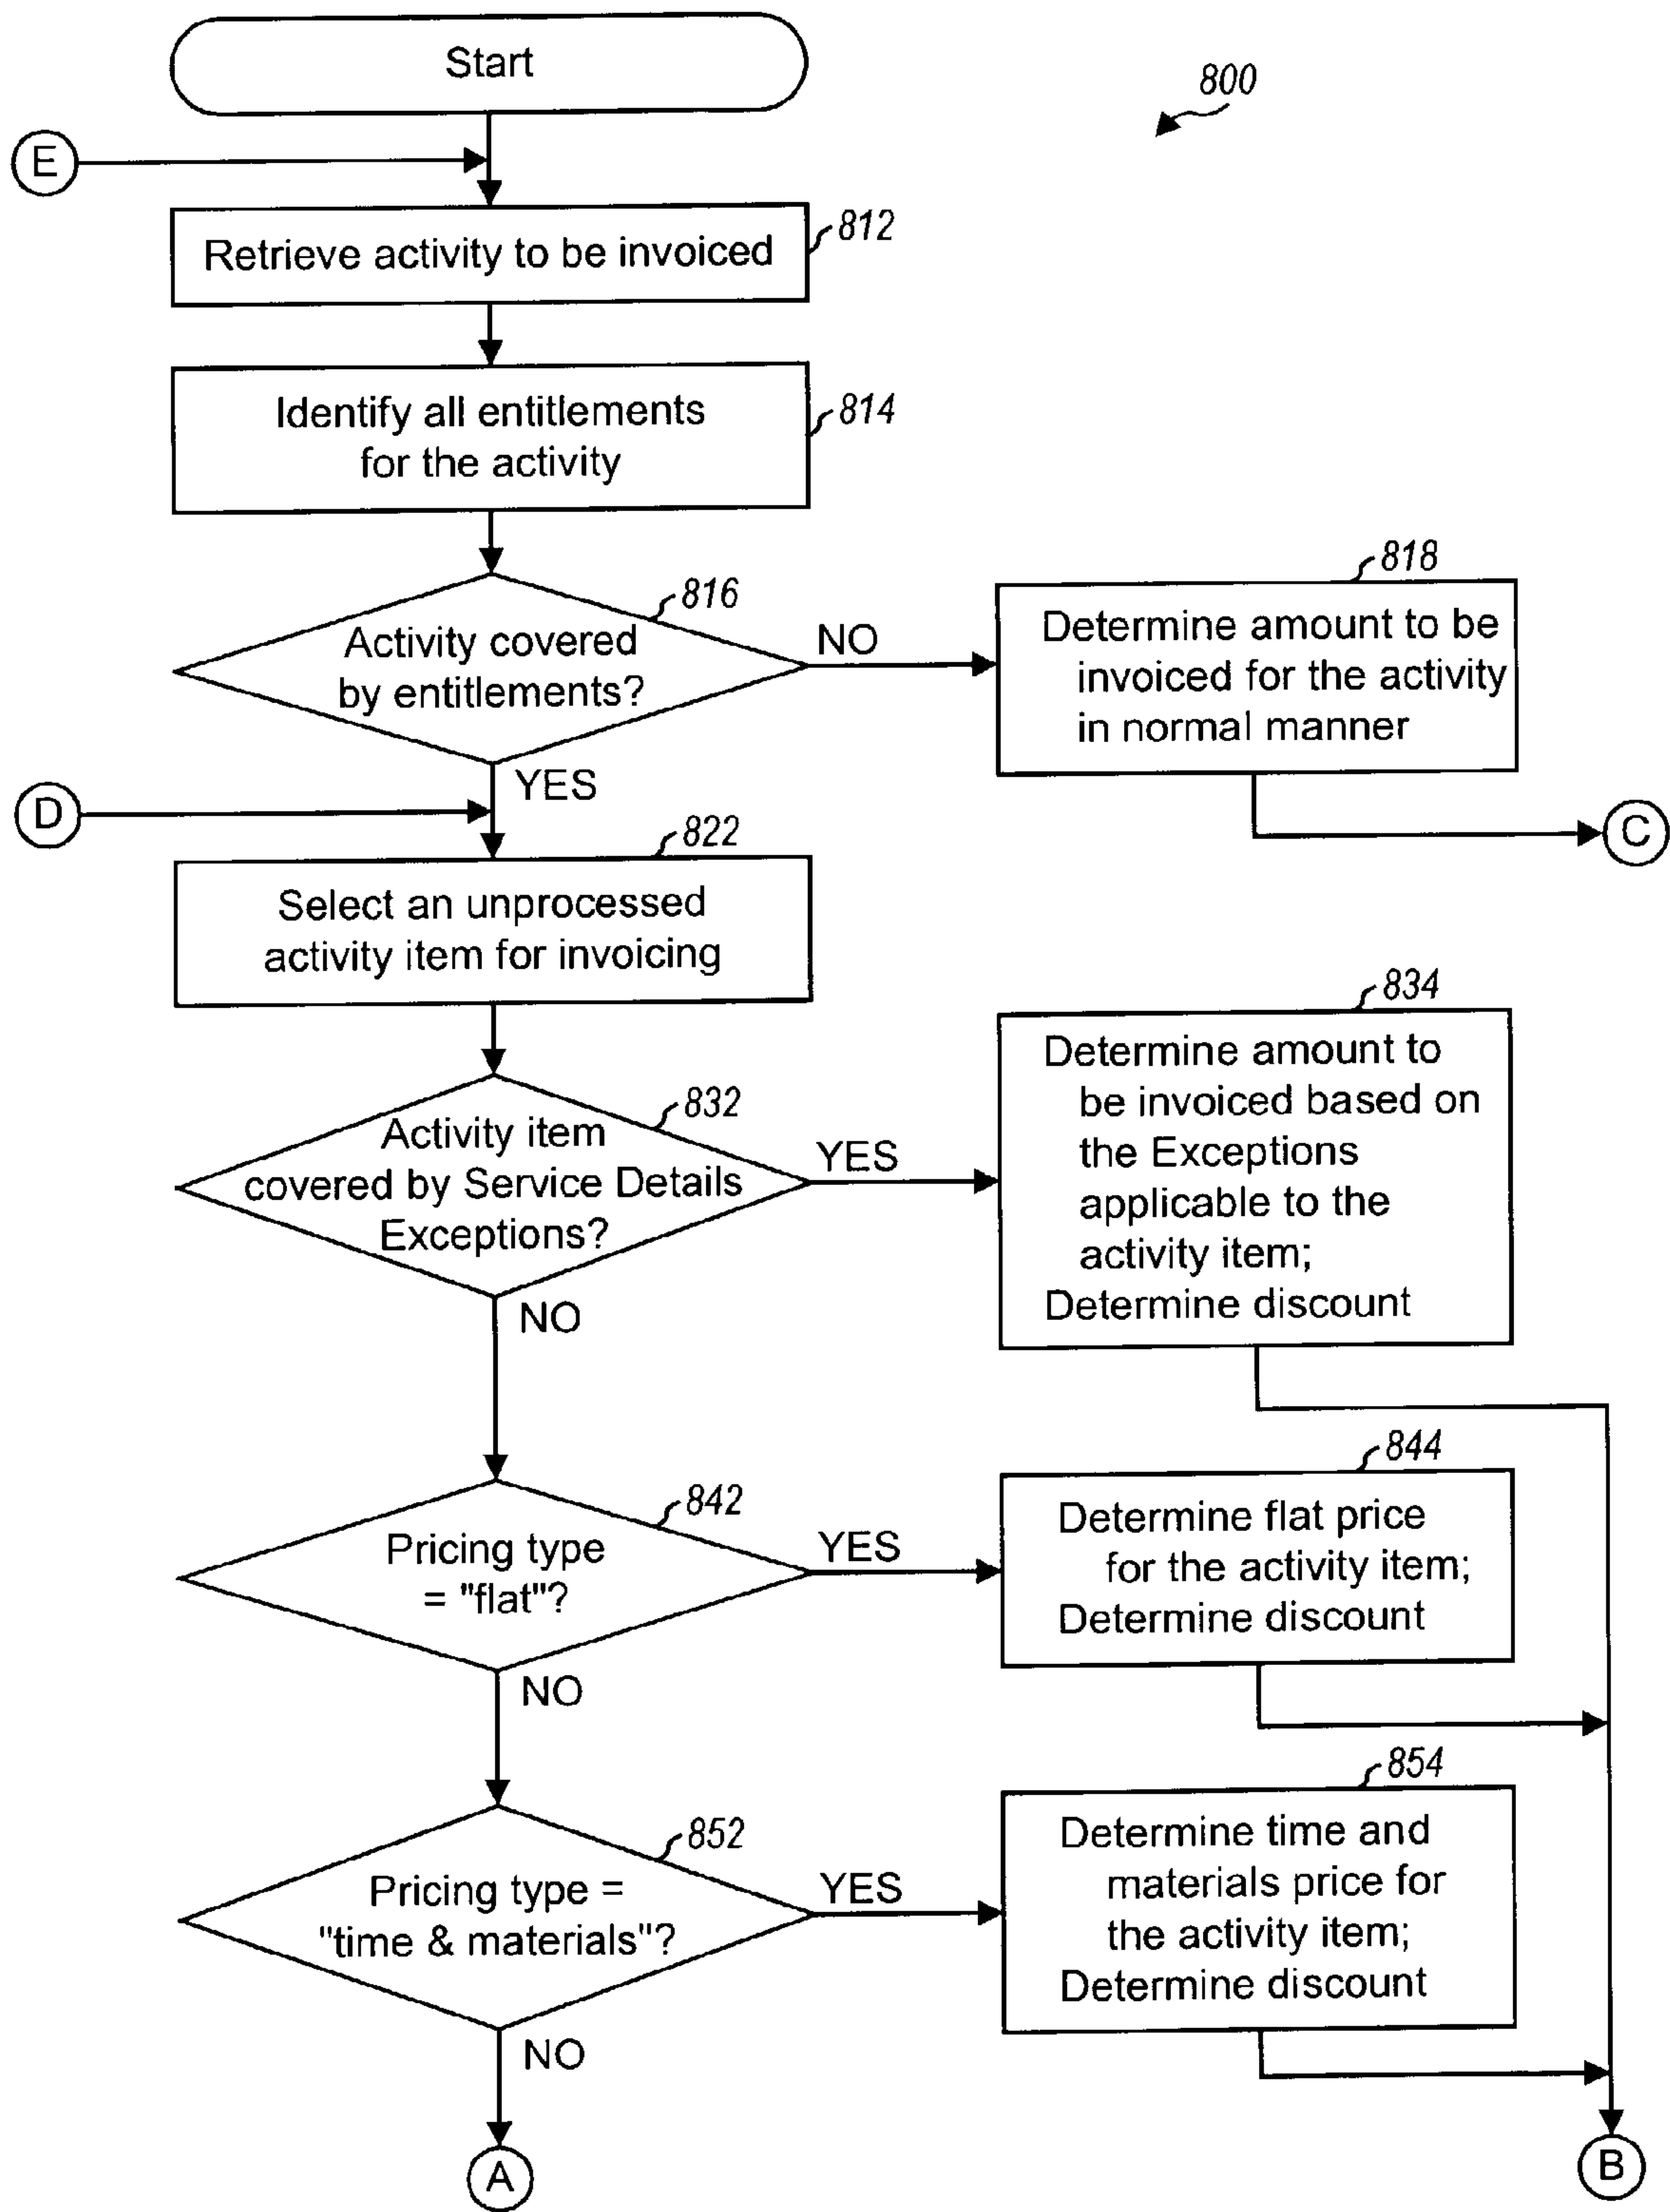 Start
800
E
812
Retrieve activity to be invoiced
814
Identify all entitlements
for the activity
816
Activity covered
by entitlements?
NO
818
Determine amount to be
invoiced for the activity
in normal manner
YES
D
C
822
Select an unprocessed
activity item for invoicing
832
Activity item
covered by Service Details
Exceptions?
YES
834
Determine amount to
be invoiced based on
the Exceptions
applicable to the
activity item;
Determine discount
NO
842
Pricing type
= "flat"?
YES
844
Determine flat price
for the activity item;
Determine discount
NO
852
Pricing type =
"time & materials"?
YES
854
Determine time and
materials price for
the activity item;
Determine discount
NO
A
B